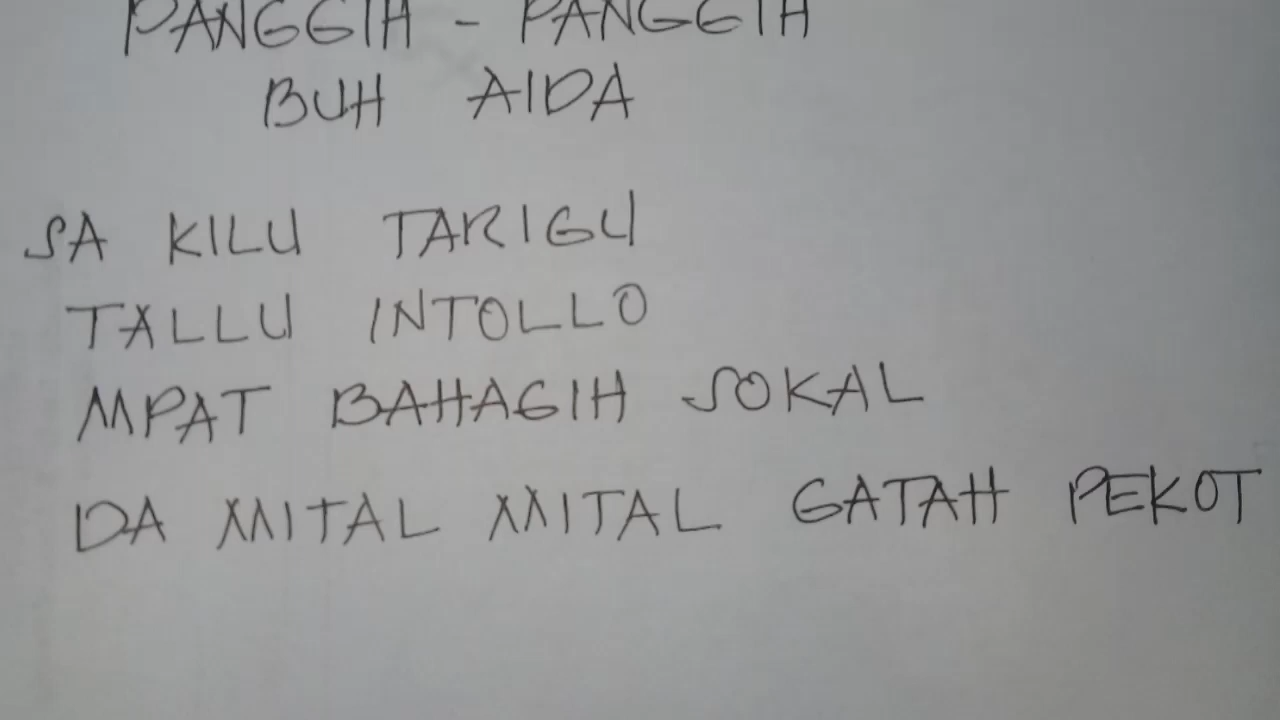 PANGGIH - PANGGIH
BUH AIDA
SA KILU TARIGU
TALLU INTOLLO
MPAT BAHAGIH SOKAL
DA MITAL MITAL GATAH PEKOT